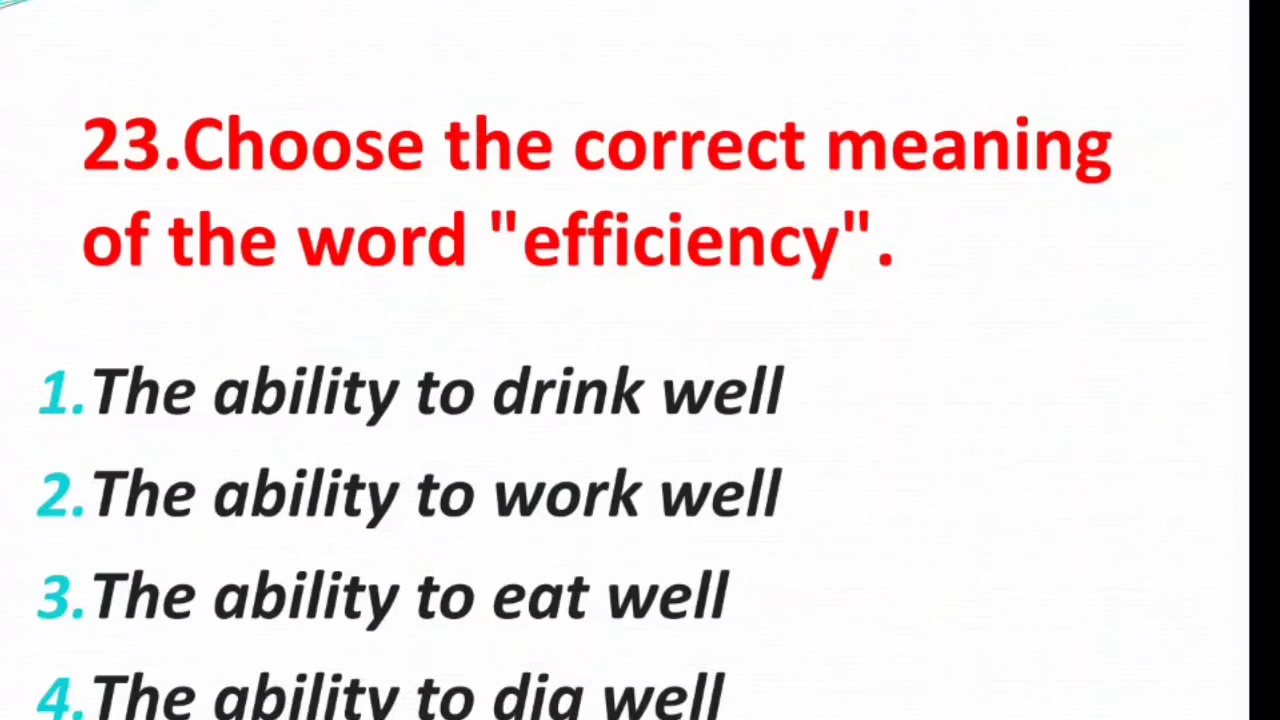 23.Choose the correct meaning
of the word "efficiency".
1.The ability to drink well
2.The ability to work well
3.The ability to eat well
4.The ability to dig well